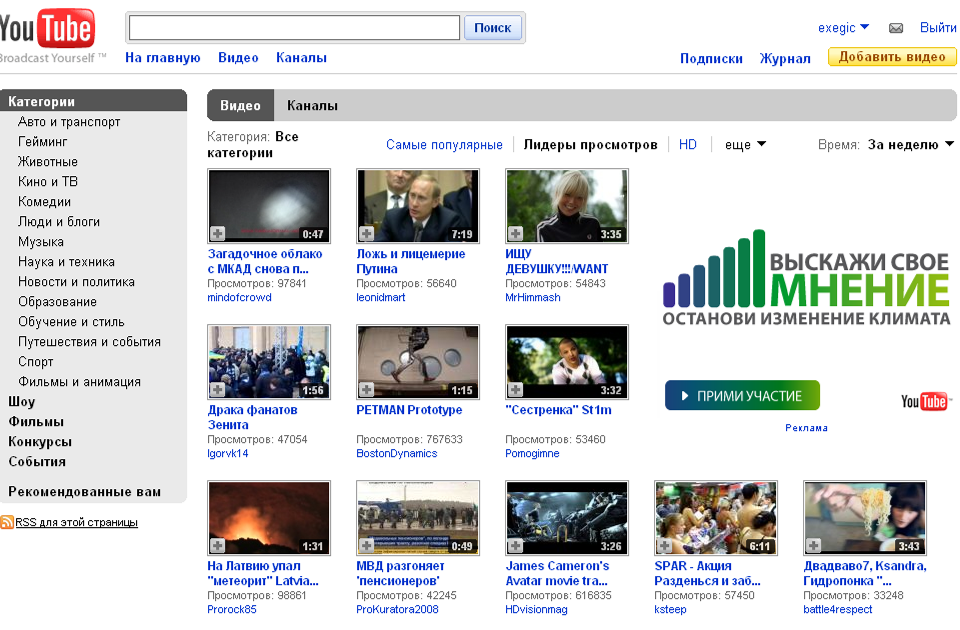 YouTube
Broadcast Yourself™
Поиск
На главную Видео Каналы
exegic Выйти
Подписки Журнал Добавить видео
Категории
Авто и транспорт
Гейминг
Животные
Кино и ТВ
Комедии
Люди и блоги
Музыка
Наука и техника
Новости и политика
Образование
Обучение и стиль
Путешествия и события
Спорт
Фильмы и анимация
Шоу
Фильмы
Конкурсы
События
Рекомендованные вам
RSS для этой страницы
Видео Каналы
Категория: Все
категории
Самые популярные Лидеры просмотров HD еще
Время: За неделю
0:47
Загадочное облако
с МКАД снова п...
Просмотров: 97841
mindofcrowd
7:19
Ложь и лицемерие
Путина
Просмотров: 56640
leonidmart
3:35
ИЩУ
ДЕВУШКУ!!!/WANT
Просмотров: 54843
MrHimmash
ВЫСКАЖИ СВОЕ
МНЕНИЕ
ОСТАНОВИ ИЗМЕНЕНИЕ КЛИМАТА
ПРИМИ УЧАСТИЕ
YouTube
Реклама
1:56
Драка фанатов
Зенита
Просмотров: 47054
Igorvk14
1:15
PETMAN Prototype
Просмотров: 767633
BostonDynamics
3:32
"Сестренка" St1m
Просмотров: 53460
Pomogimne
1:31
На Латвию упал
"метеорит" Latvia...
Просмотров: 98861
Prorock85
0:49
МВД разгоняет
'пенсионеров'
Просмотров: 42245
ProKuratora2008
3:26
James Cameron's
Avatar movie tra...
Просмотров: 616835
HDvisionmag
6:11
SPAR - Акция
Разденься и заб...
Просмотров: 57450
ksteep
3:43
Двадваво7, Ksandra,
Гидропонка "...
Просмотров: 33248
battle4respect